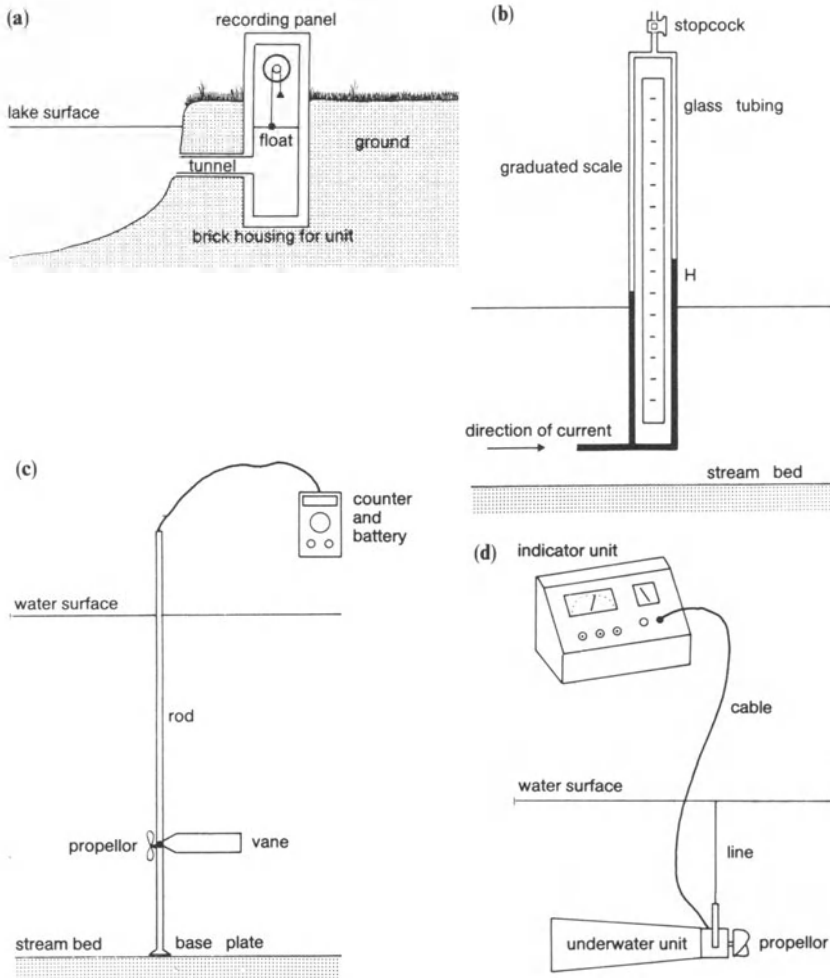 (a)
recording panel
lake surface
float
tunnel
ground
brick housing for unit
(b)
stopcock
glass tubing
graduated scale
H
direction of current
stream bed
(c)
counter
and
battery
water surface
rod
propellor
vane
stream bed
base plate
(d)
indicator unit
cable
water surface
line
underwater unit
propellor